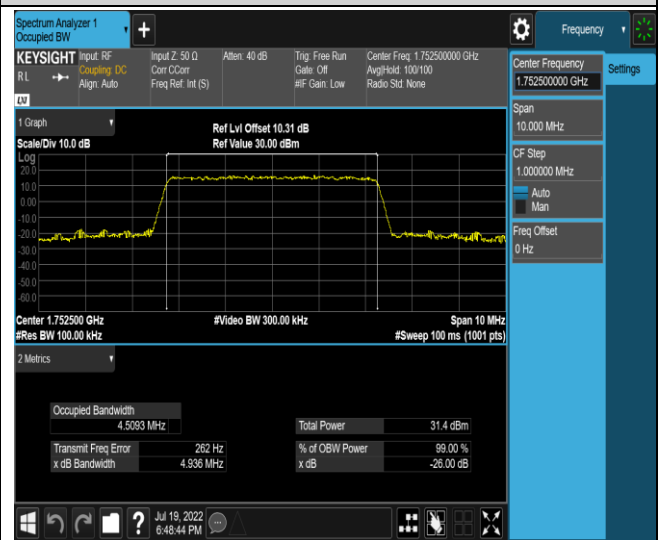 Spectrum Analyzer 1
Occupied BW
+
Frequency
KEYSIGHT
Input: RF
Input Z: 50 Ω
Atten: 40 dB
Trig: Free Run
Center Freq: 1.752500000 GHz
RL
Coupling: DC
Corr CCorr
Gate: Off
Avg|Hold: 100/100
Align: Auto
Freq Ref: Int (S)
#IF Gain: Low
Radio Std: None
LXI
Center Frequency
1.752500000 GHz
Settings
Span
10.000 MHz
CF Step
1.000000 MHz
Auto
Man
Freq Offset
0 Hz
1 Graph
Ref Lvl Offset 10.31 dB
Scale/Div 10.0 dB
Ref Value 30.00 dBm
Log
20.0
10.0
0.00
-10.0
-20.0
-30.0
-40.0
-50.0
-60.0
Center 1.752500 GHz
#Video BW 300.00 kHz
Span 10 MHz
#Res BW 100.00 kHz
#Sweep 100 ms (1001 pts)
2 Metrics
Occupied Bandwidth
4.5093 MHz
Total Power
31.4 dBm
Transmit Freq Error
262 Hz
% of OBW Power
99.00 %
x dB Bandwidth
4.936 MHz
x dB
-26.00 dB
?
Jul 19, 2022
6:48:44 PM